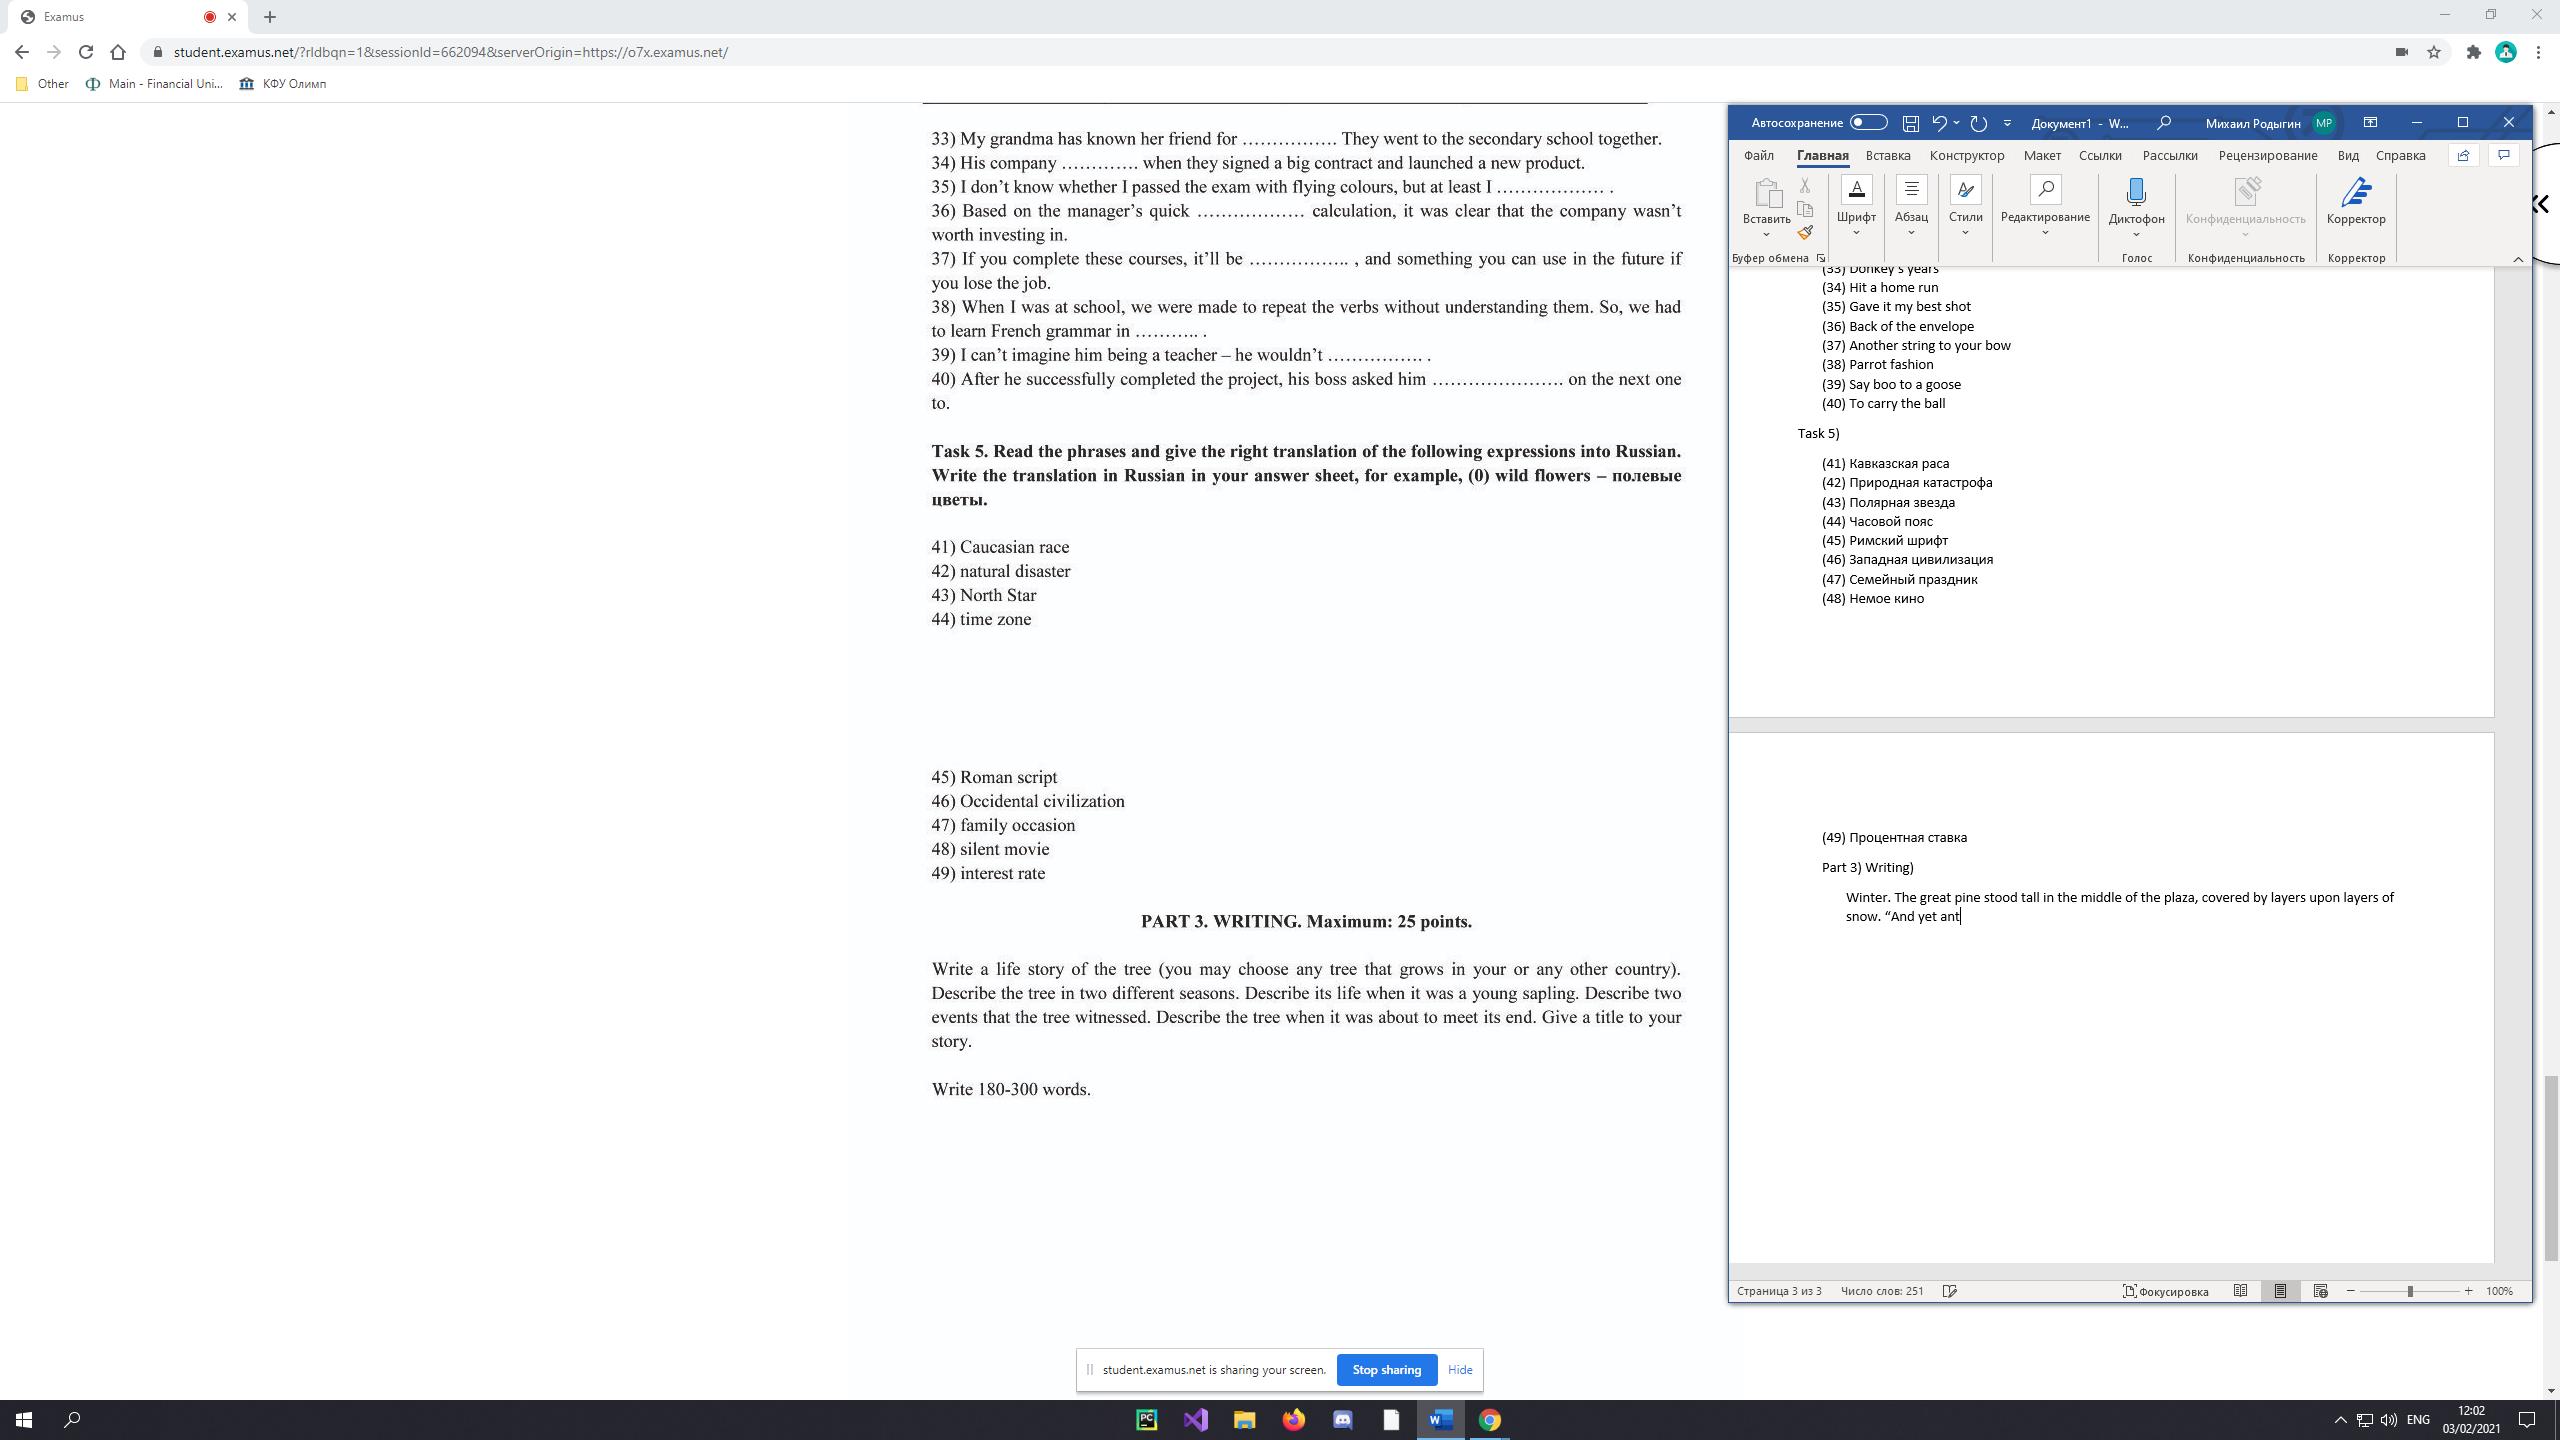 Examus
student.examus.net/?rldbqn=1&sessionId=662094&serverOrigin=https://o7x.examus.net/
Other
Main - Financial Uni...
КФУ Олимп
33) My grandma has known her friend for ……………. They went to the secondary school together.
34) His company …………. when they signed a big contract and launched a new product.
35) I don’t know whether I passed the exam with flying colours, but at least I ……………… .
36) Based on the manager’s quick ……………… calculation, it was clear that the company wasn’t
worth investing in.
37) If you complete these courses, it’ll be …………….. , and something you can use in the future if
you lose the job.
38) When I was at school, we were made to repeat the verbs without understanding them. So, we had
to learn French grammar in ……….. .
39) I can’t imagine him being a teacher – he wouldn’t ……………. .
40) After he successfully completed the project, his boss asked him …………………. on the next one
to.
Task 5. Read the phrases and give the right translation of the following expressions into Russian.
Write the translation in Russian in your answer sheet, for example, (0) wild flowers – полевые
цветы.
41) Caucasian race
42) natural disaster
43) North Star
44) time zone
45) Roman script
46) Occidental civilization
47) family occasion
48) silent movie
49) interest rate
PART 3. WRITING. Maximum: 25 points.
Write a life story of the tree (you may choose any tree that grows in your or any other country).
Describe the tree in two different seasons. Describe its life when it was a young sapling. Describe two
events that the tree witnessed. Describe the tree when it was about to meet its end. Give a title to your
story.
Write 180-300 words.
Автосохранение
Документ1 - W...
Михаил Родыгин
МР
Файл
Главная
Вставка
Конструктор
Макет
Ссылки
Рассылки
Рецензирование
Вид
Справка
Вставить
Шрифт
Абзац
Стили
Редактирование
Диктофон
Конфиденциальность
Корректор
Буфер обмена
Голос
Конфиденциальность
Корректор
(33) Donkey’s years
(34) Hit a home run
(35) Gave it my best shot
(36) Back of the envelope
(37) Another string to your bow
(38) Parrot fashion
(39) Say boo to a goose
(40) To carry the ball
Task 5)
(41) Кавказская раса
(42) Природная катастрофа
(43) Полярная звезда
(44) Часовой пояс
(45) Римский шрифт
(46) Западная цивилизация
(47) Семейный праздник
(48) Немое кино
(49) Процентная ставка
Part 3) Writing)
Winter. The great pine stood tall in the middle of the plaza, covered by layers upon layers of
snow. “And yet ant
Страница 3 из 3
Число слов: 251
Фокусировка
100%
student.examus.net is sharing your screen.
Stop sharing
Hide
ENG
12:02
03/02/2021